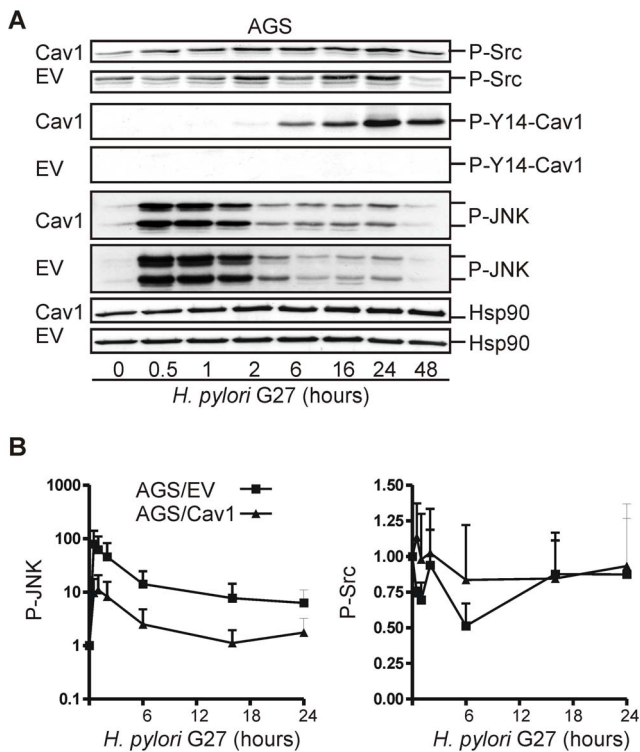 A
AGS
Cav1 P-Src
EV P-Src
Cav1 P-Y14-Cav1
EV P-Y14-Cav1
Cav1 P-JNK
EV P-JNK
Cav1 Hsp90
EV Hsp90
0 0.5 1 2 6 16 24 48
H. pylori G27 (hours)
B
AGS/EV
AGS/Cav1
P-JNK
1000
100
10
1
0.1
6 12 18 24
H. pylori G27 (hours)
P-Src
1.50
1.25
1.00
0.75
0.50
0.25
0.00
6 12 18 24
H. pylori G27 (hours)